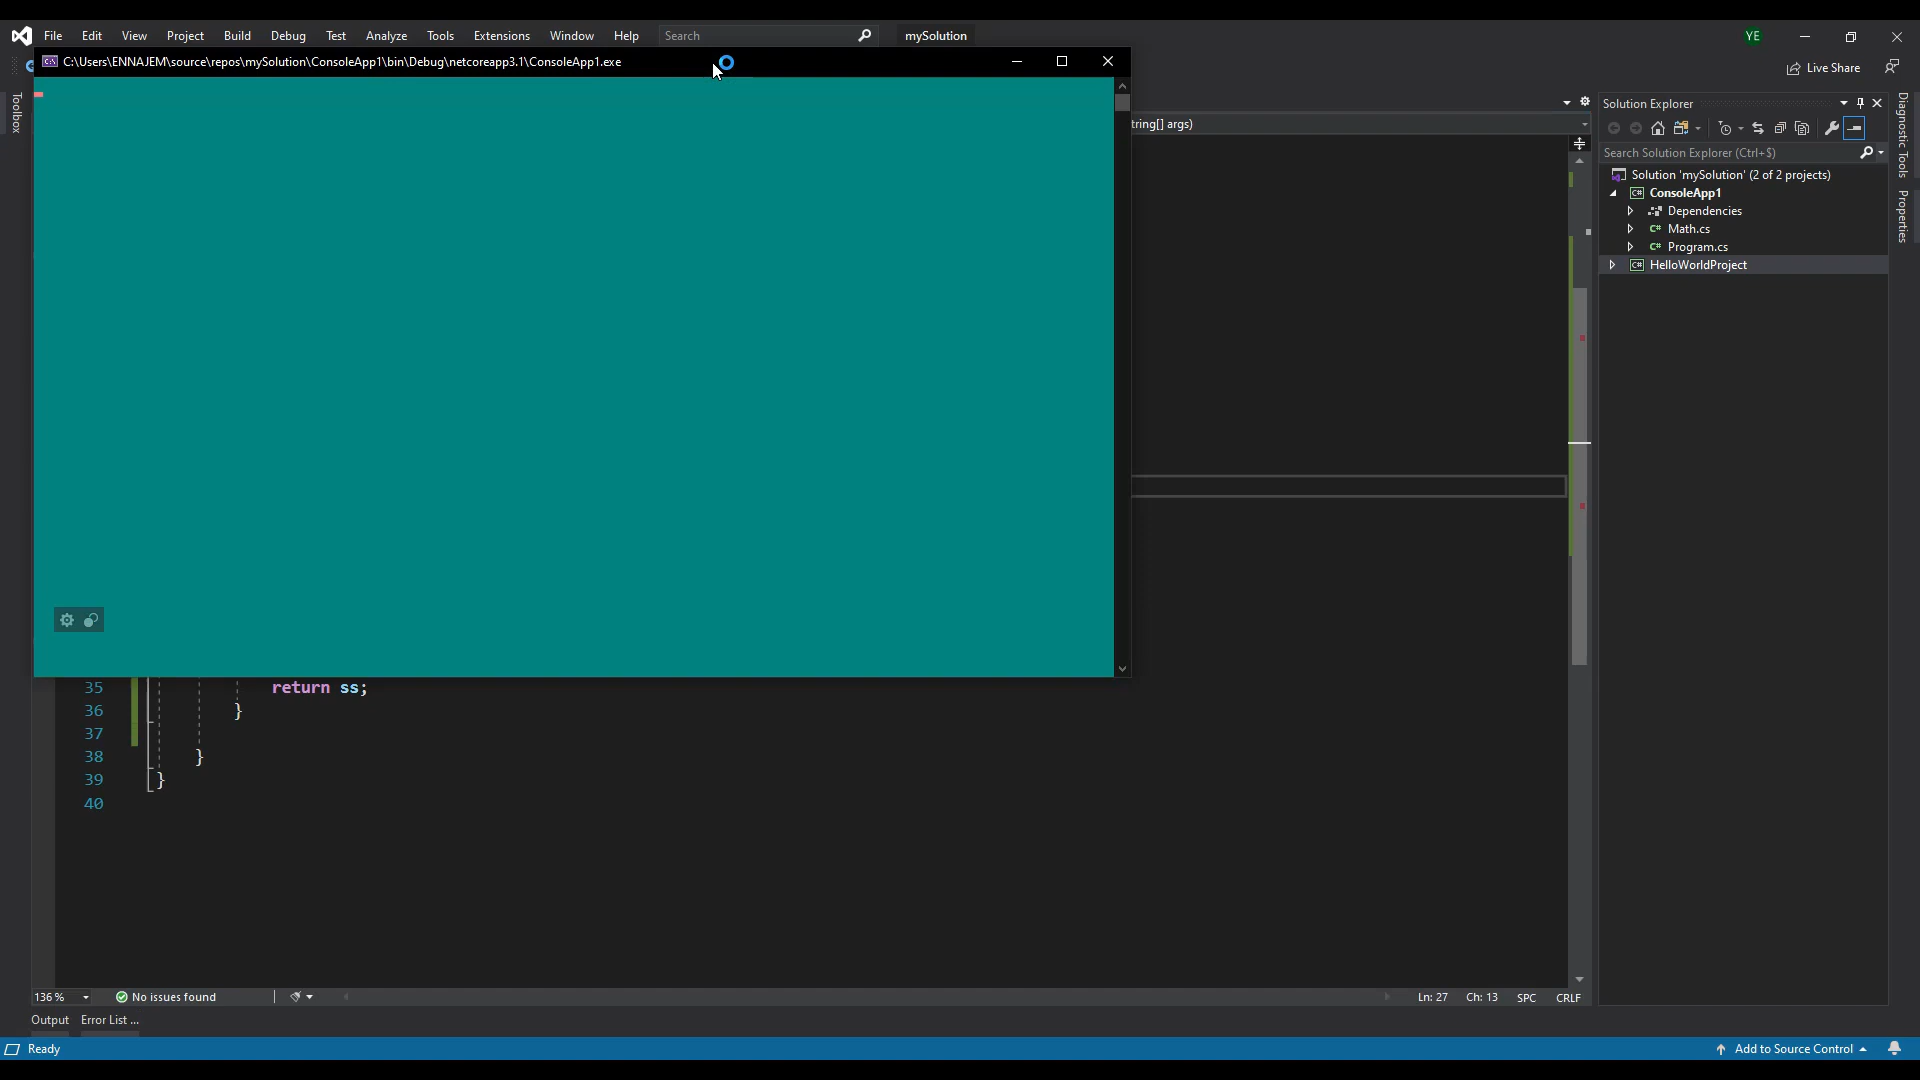 File Edit View Project Build Debug Test Analyze Tools Extensions Window Help Search mySolution YE
C:\Users\ENNAJEM\source\repos\mySolution\ConsoleApp1\bin\Debug\netcoreapp3.1\ConsoleApp1.exe
Live Share
Toolbox
tring[] args)
Solution Explorer
Search Solution Explorer (Ctrl+$)
Solution 'mySolution' (2 of 2 projects)
ConsoleApp1
Dependencies
Math.cs
Program.cs
HelloWorldProject
Diagnostic Tools
Properties
35 return ss;
36 }
37
38 }
39 }
40
136 % No issues found Ln: 27 Ch: 13 SPC CRLF
Output Error List ...
Ready Add to Source Control